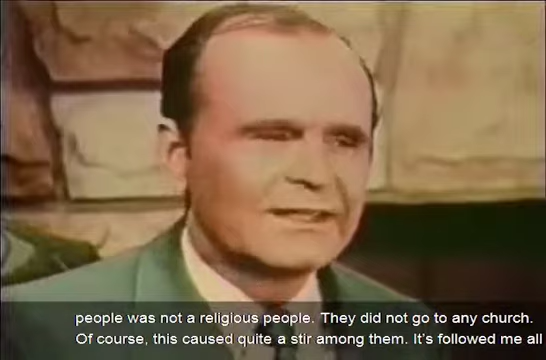 people was not a religious people. They did not go to any church.
Of course, this caused quite a stir among them. It's followed me all